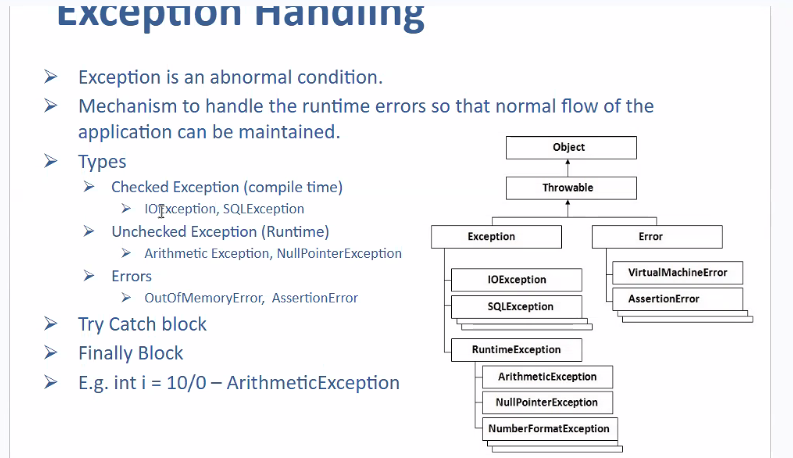 Exception Handling
Exception is an abnormal condition.
Mechanism to handle the runtime errors so that normal flow of the
application can be maintained.
Types
Checked Exception (compile time)
IOException, SQLException
Unchecked Exception (Runtime)
Arithmetic Exception, NullPointerException
Errors
OutOfMemoryError, AssertionError
Try Catch block
Finally Block
E.g. int i = 10/0 – ArithmeticException
Object
Throwable
Exception
Error
IOException
SQLException
RuntimeException
ArithmeticException
NullPointerException
NumberFormatException
VirtualMachineError
AssertionError